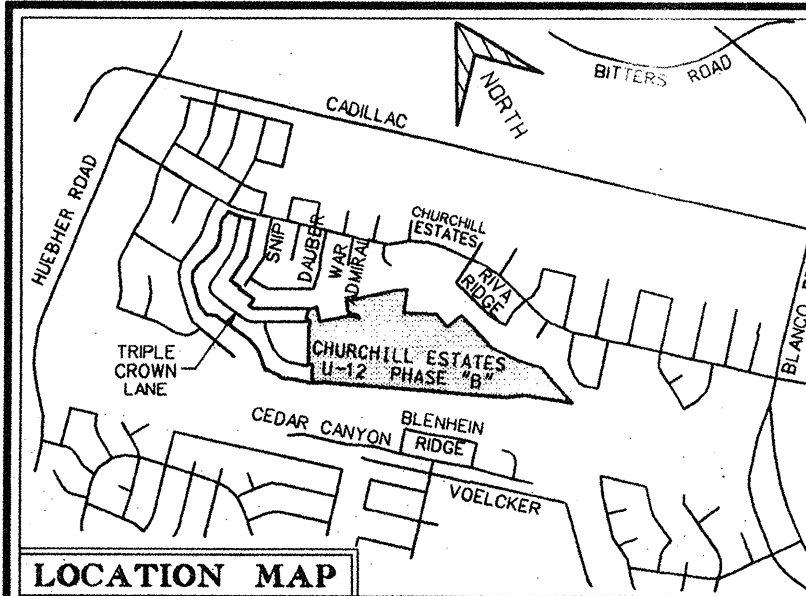 BITTERS ROAD
NORTH
CADILLAC
HUEBHER ROAD
CHURCHILL
ESTATES
SNIP
DAUBER
WAR
ADMIRAL
RIVA
RIDGE
BLANCO
TRIPLE
CROWN
LANE
CHURCHILL ESTATES
U-12 PHASE "B"
CEDAR CANYON
BLENHEIN
RIDGE
VOELCKER
LOCATION MAP